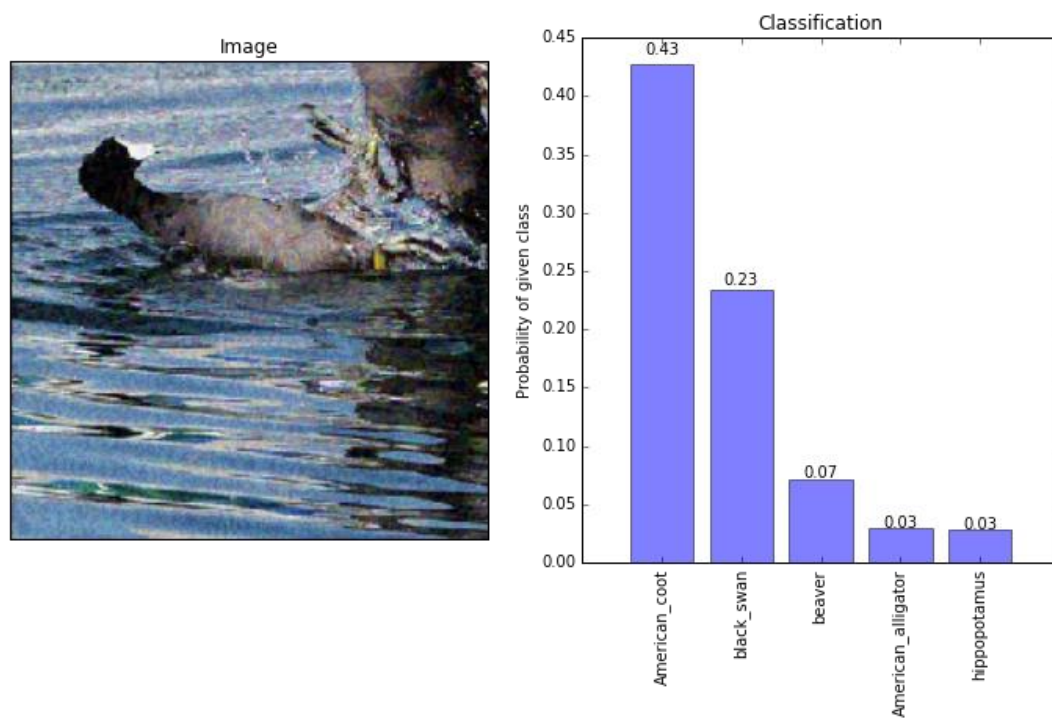 Image
Classification
Probability of given class
0.45
0.40
0.35
0.30
0.25
0.20
0.15
0.10
0.05
0.00
0.43
0.23
0.07
0.03
0.03
American_coot
black_swan
beaver
American_alligator
hippopotamus